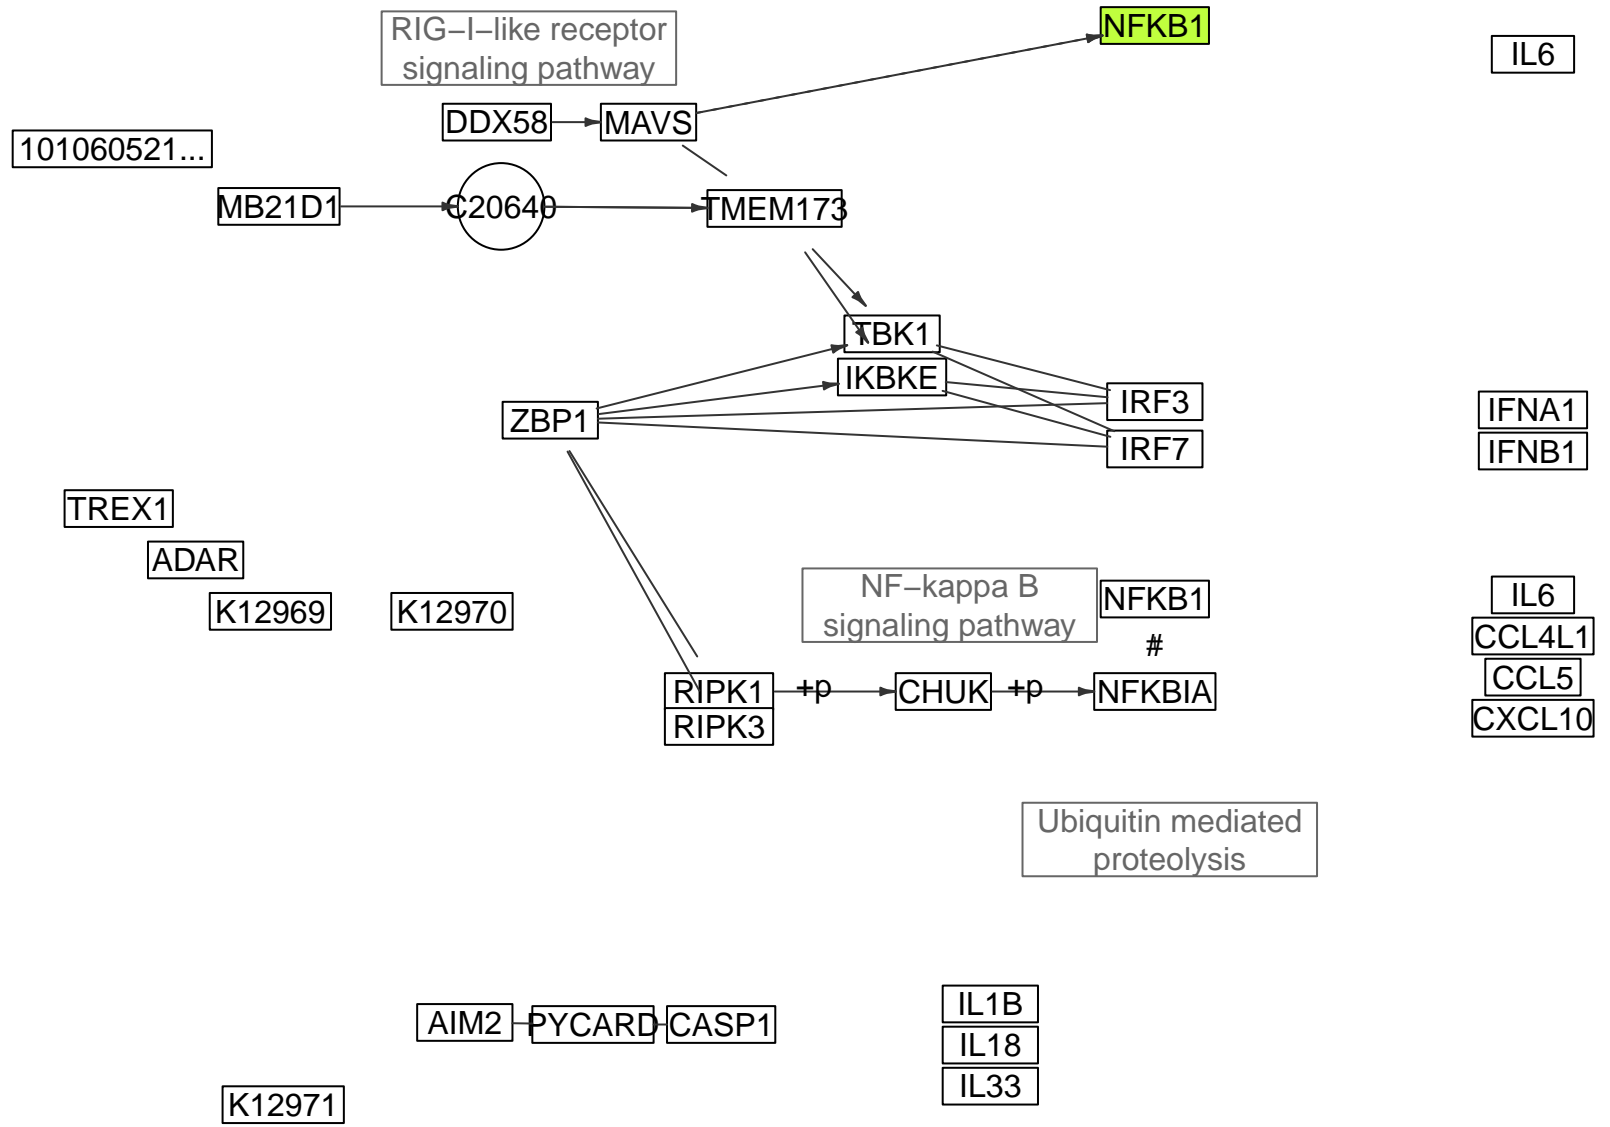 RIG−I−like receptor
signaling pathway
NFKB1
IL6
DDX58
MAVS
101060521...
MB21D1
C20640
TMEM173
TBK1
IKBKE
IRF3
IFNA1
ZBP1
IRF7
IFNB1
TREX1
ADAR
K12969
K12970
NF−kappa B
signaling pathway
NFKB1
IL6
#
CCL4L1
RIPK1
+p
CHUK
+p
NFKBIA
CCL5
RIPK3
CXCL10
Ubiquitin mediated
proteolysis
AIM2
PYCARD
CASP1
IL1B
IL18
IL33
K12971